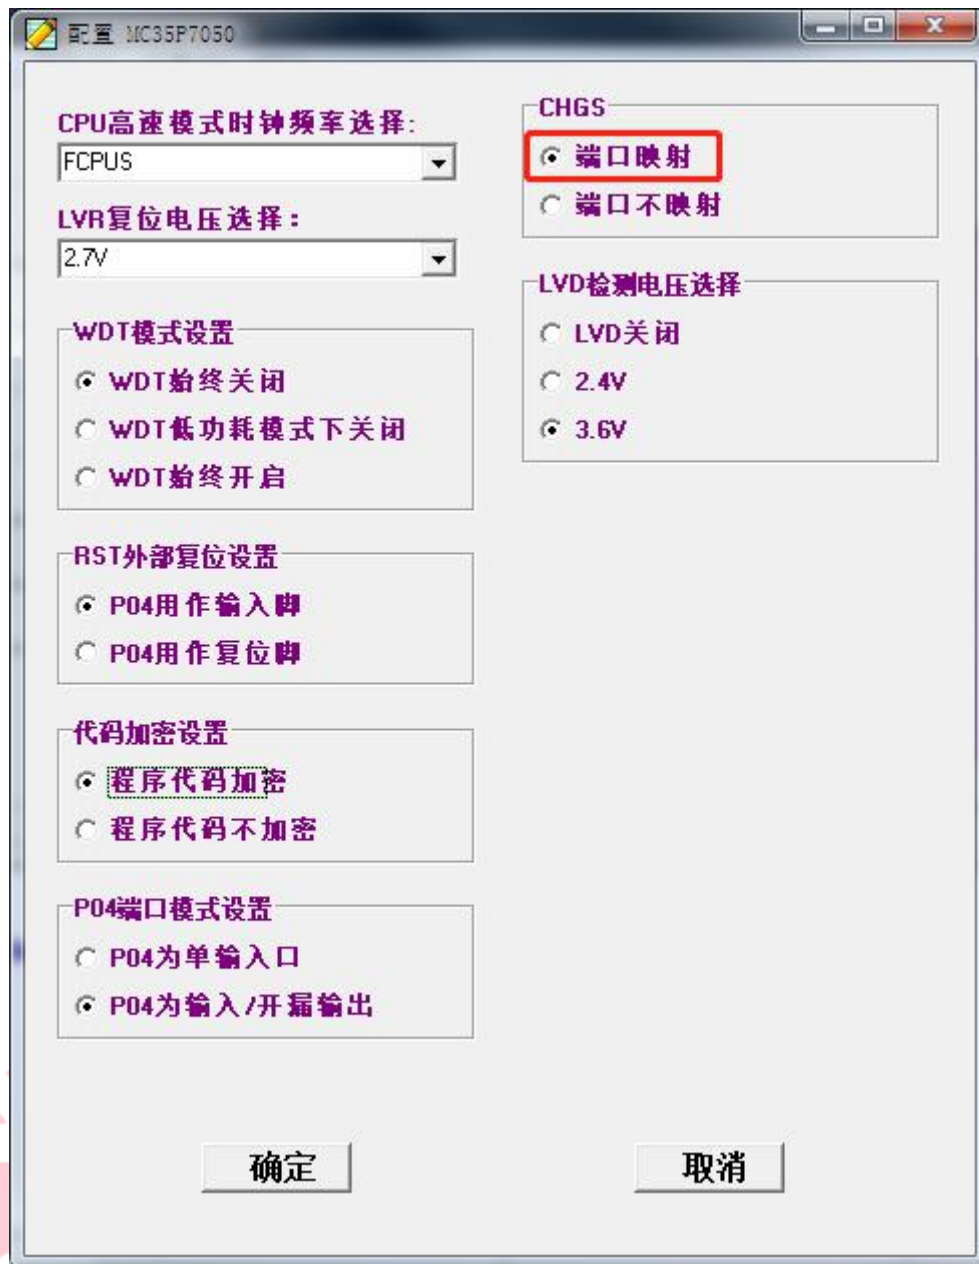 配置 MC35P7050
CPU高速模式时钟频率选择:
FCPUS
LVR复位电压选择：
2.7V
WDT模式设置
WDT始终关闭
WDT低功耗模式下关闭
WDT始终开启
RST外部复位设置
P04用作输入脚
P04用作复位脚
代码加密设置
程序代码加密
程序代码不加密
P04端口模式设置
P04为单输入口
P04为输入/开漏输出
CHGS
端口映射
端口不映射
LVD检测电压选择
LVD关闭
2.4V
3.6V
确定
取消